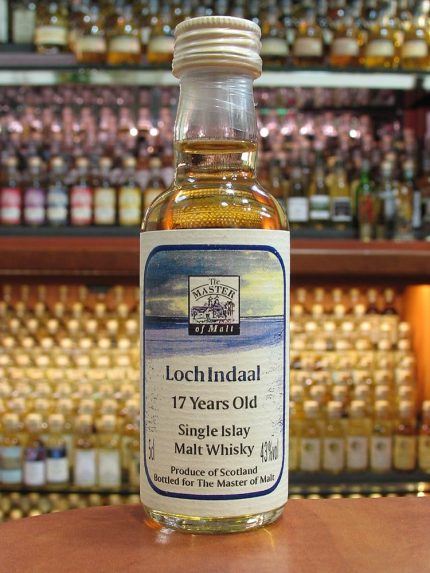 The
MASTER
of Malt
Loch Indaal
17 Years Old
Single Islay
Malt Whisky
5cl
43%vol
Produce of Scotland
Bottled for The Master of Malt